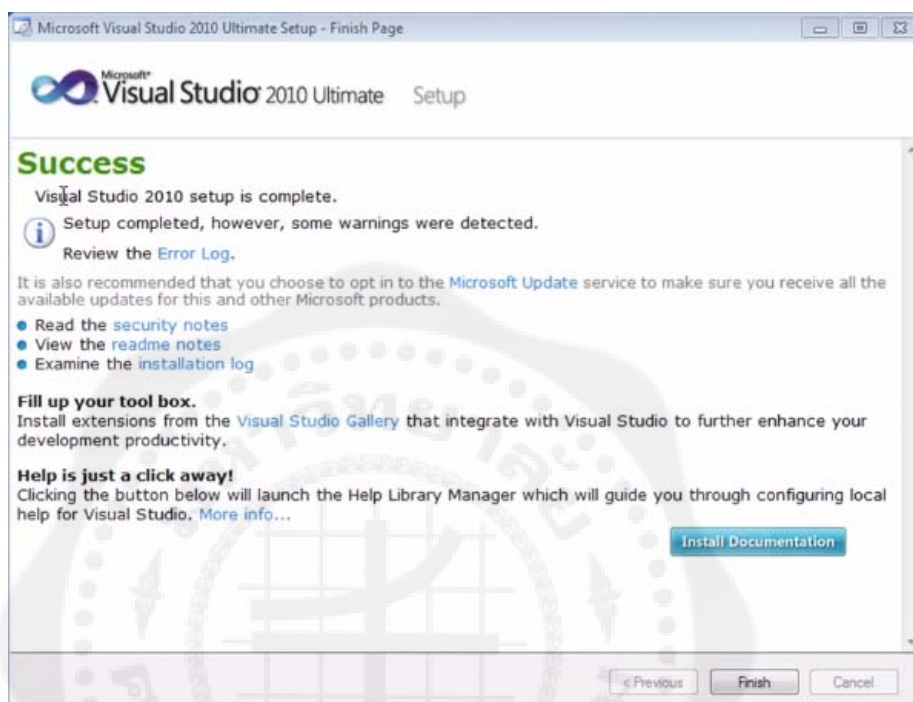 Microsoft Visual Studio 2010 Ultimate Setup - Finish Page
Microsoft®
Visual Studio® 2010 Ultimate Setup
Success
Visual Studio 2010 setup is complete.
Setup completed, however, some warnings were detected.
Review the Error Log.
It is also recommended that you choose to opt in to the Microsoft Update service to make sure you receive all the
available updates for this and other Microsoft products.
Read the security notes
View the readme notes
Examine the installation log
Fill up your tool box.
Install extensions from the Visual Studio Gallery that integrate with Visual Studio to further enhance your
development productivity.
Help is just a click away!
Clicking the button below will launch the Help Library Manager which will guide you through configuring local
help for Visual Studio. More info...
Install Documentation
< Previous
Finish
Cancel